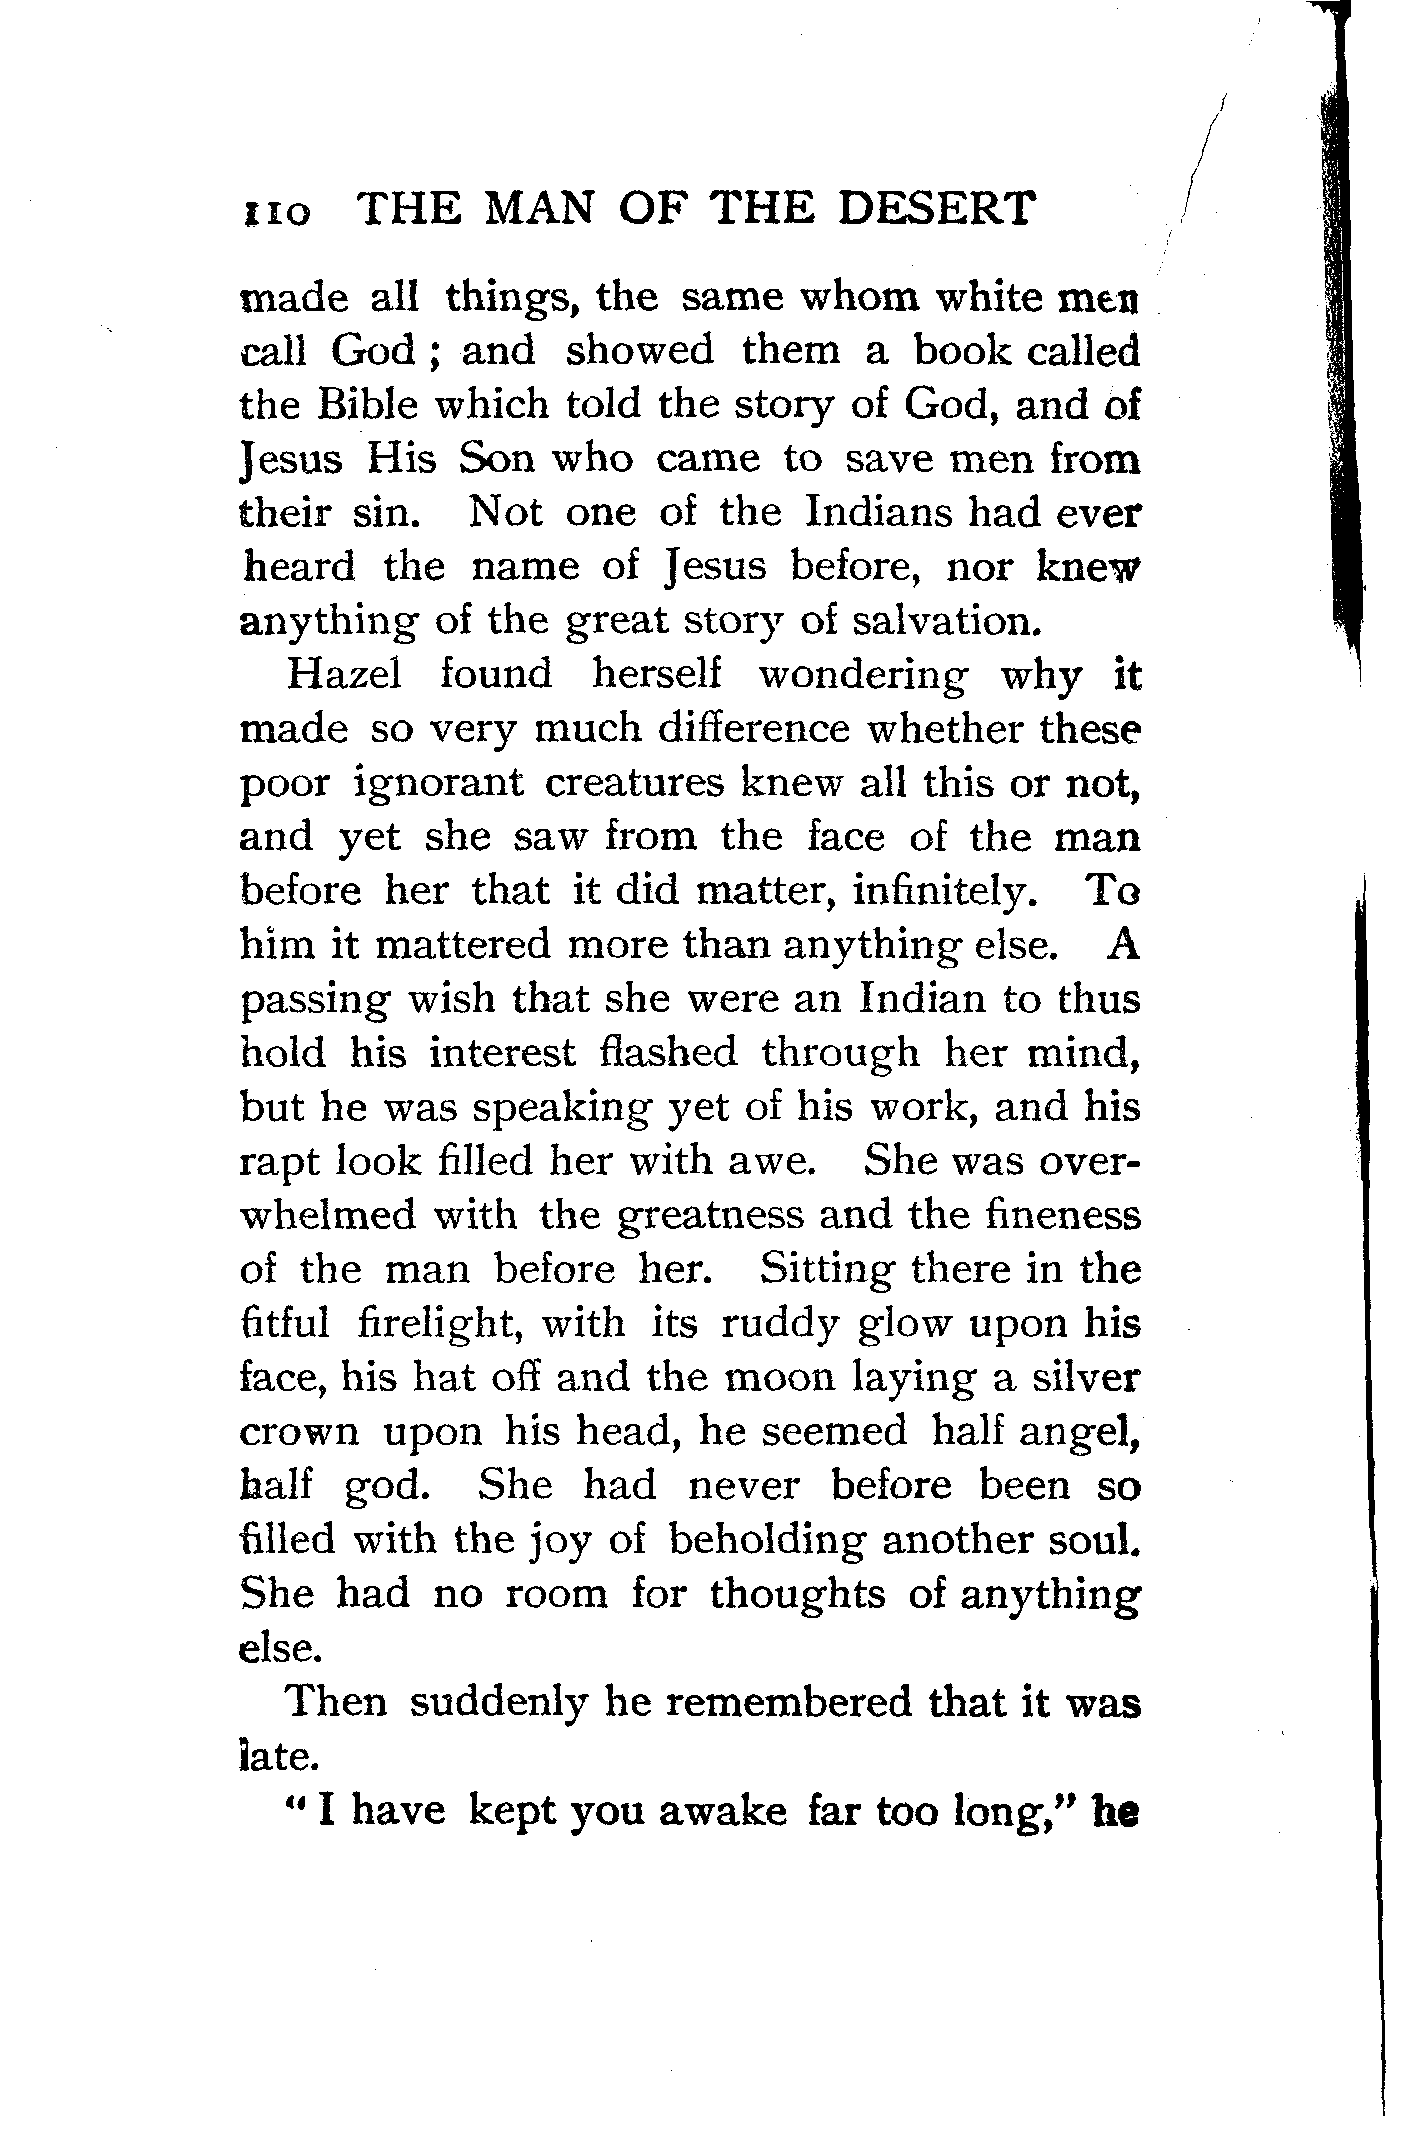 110 THE MAN OF THE DESERT
made all things, the same whom white men
call God ; and showed them a book called
the Bible which told the story of God, and of
Jesus His Son who came to save men from
their sin. Not one of the Indians had ever
heard the name of Jesus before, nor knew
anything of the great story of salvation.
Hazel found herself wondering why it
made so very much difference whether these
poor ignorant creatures knew all this or not,
and yet she saw from the face of the man
before her that it did matter, infinitely. To
him it mattered more than anything else. A
passing wish that she were an Indian to thus
hold his interest flashed through her mind,
but he was speaking yet of his work, and his
rapt look filled her with awe. She was over-
whelmed with the greatness and the fineness
of the man before her. Sitting there in the
fitful firelight, with its ruddy glow upon his
face, his hat off and the moon laying a silver
crown upon his head, he seemed half angel,
half god. She had never before been so
filled with the joy of beholding another soul.
She had no room for thoughts of anything
else.
Then suddenly he remembered that it was
late.
“ I have kept you awake far too long,” he